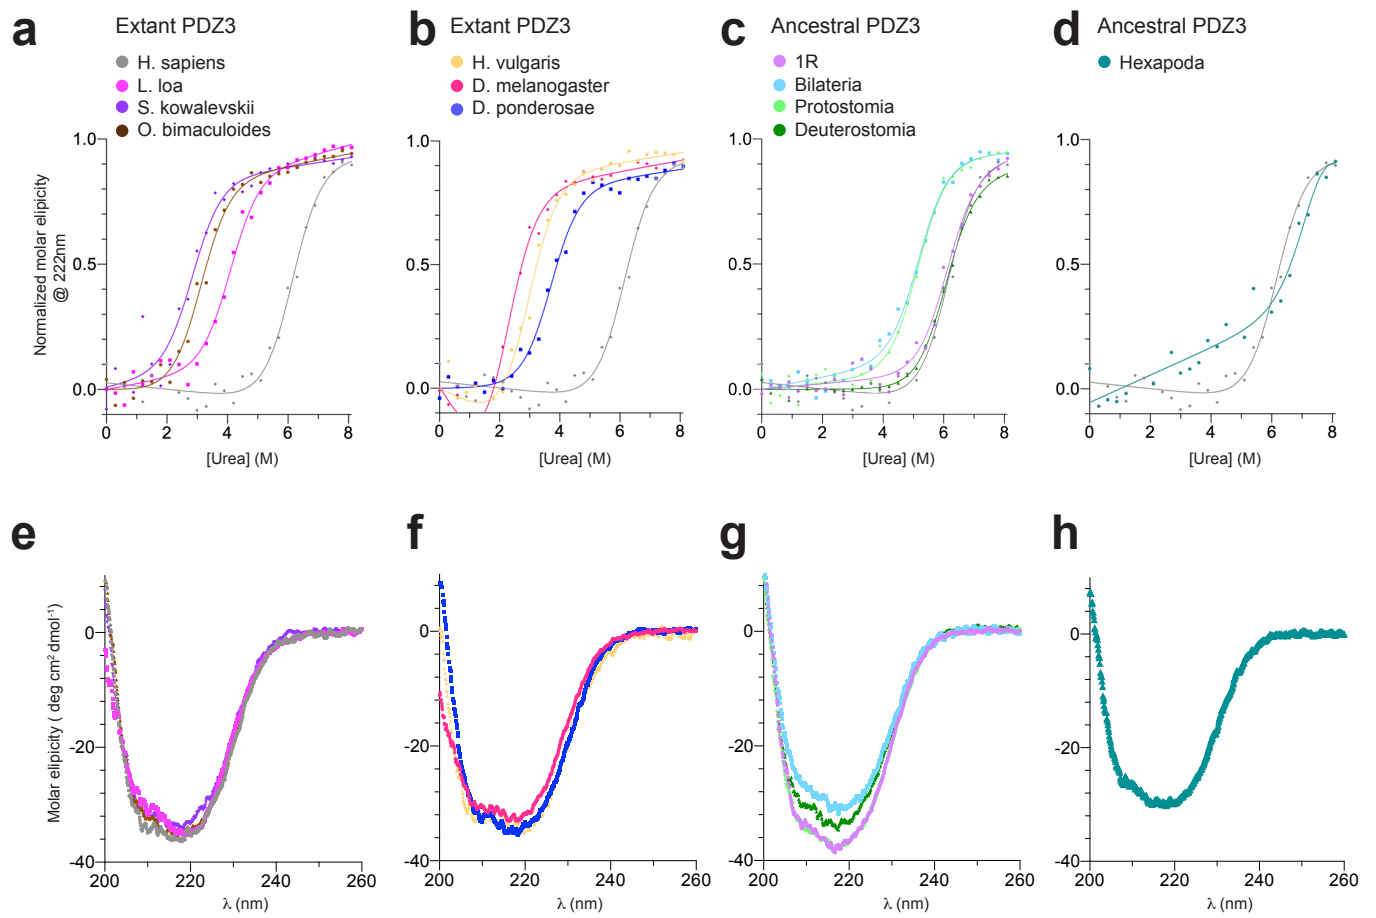 a Extant PDZ3
H. sapiens
L. loa
S. kowalevskii
O. bimaculoides
b Extant PDZ3
H. vulgaris
D. melanogaster
D. ponderosae
c Ancestral PDZ3
1R
Bilateria
Protostomia
Deuterostomia
d Ancestral PDZ3
Hexapoda
Normalized molar elipicity
@ 222nm
1.0
0.5
0.0
0 2 4 6 8
[Urea] (M)
1.0
0.5
0.0
0 2 4 6 8
[Urea] (M)
1.0
0.5
0.0
0 2 4 6 8
[Urea] (M)
1.0
0.5
0.0
0 2 4 6 8
[Urea] (M)
e
Molar elipicity ( deg cm² dmol⁻¹)
0
-20
-40
200 220 240 260
λ (nm)
f
0
-20
-40
200 220 240 260
λ (nm)
g
0
-20
-40
200 220 240 260
λ (nm)
h
0
-20
-40
200 220 240 260
λ (nm)